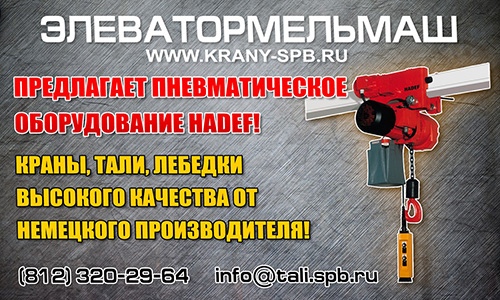 ЭЛЕВАТОРМЕЛЬМАШ
WWW.KRANY-SPB.RU
ПРЕДЛАГАЕТ ПНЕВМАТИЧЕСКОЕ
ОБОРУДОВАНИЕ HADEF!
HADEF
КРАНЫ, ТАЛИ, ЛЕБЕДКИ
ВЫСОКОГО КАЧЕСТВА ОТ
НЕМЕЦКОГО ПРОИЗВОДИТЕЛЯ!
(812) 320-29-64 info@tali.spb.ru